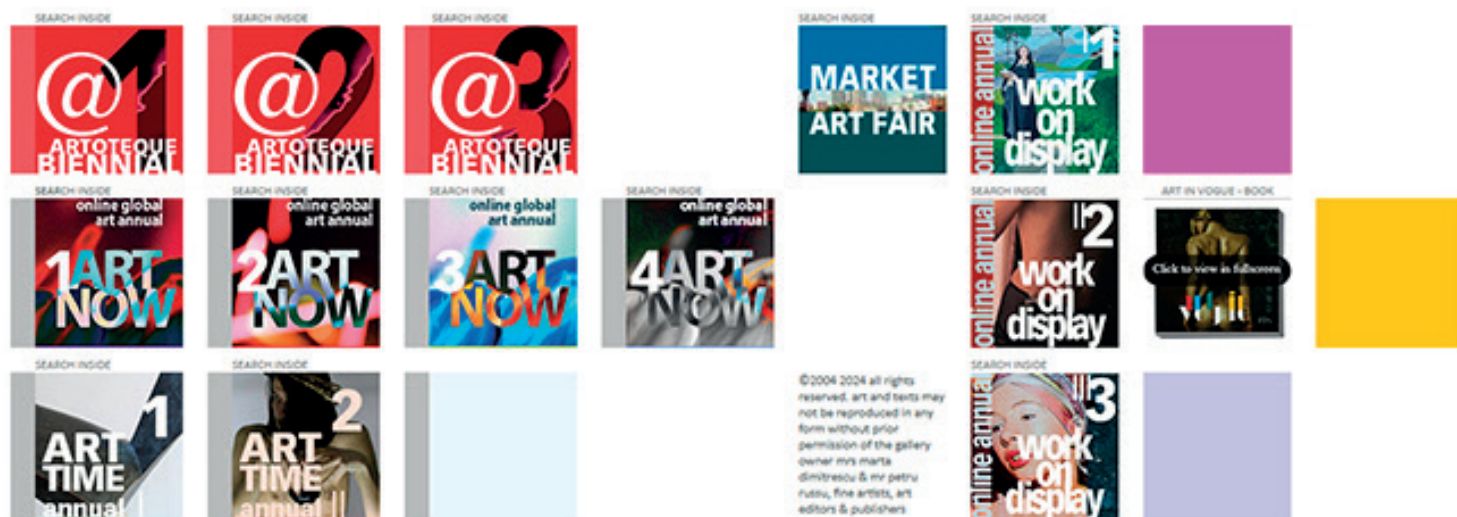 SEARCH INSIDE
@1
ARTOTEQUE
BIENNIAL
SEARCH INSIDE
@2
ARTOTEQUE
BIENNIAL
SEARCH INSIDE
@3
ARTOTEQUE
BIENNIAL
SEARCH INSIDE
MARKET
ART FAIR
SEARCH INSIDE
online annual
1
work
on
display
SEARCH INSIDE
online global
art annual
1ART
NOW
SEARCH INSIDE
online global
art annual
2ART
NOW
SEARCH INSIDE
online global
art annual
3ART
NOW
SEARCH INSIDE
online global
art annual
4ART
NOW
SEARCH INSIDE
online annual
2
work
on
display
ART IN VOGUE - BOOK
Click to view in fullscreen
SEARCH INSIDE
1
ART
TIME
annual I
SEARCH INSIDE
2
ART
TIME
annual II
©2004 2024 all rights
reserved. art and texts may
not be reproduced in any
form without prior
permission of the gallery
owner mrs marta
dimitrescu & mr petru
russu, fine artists, art
editors & publishers
SEARCH INSIDE
online annual
3
work
on
display